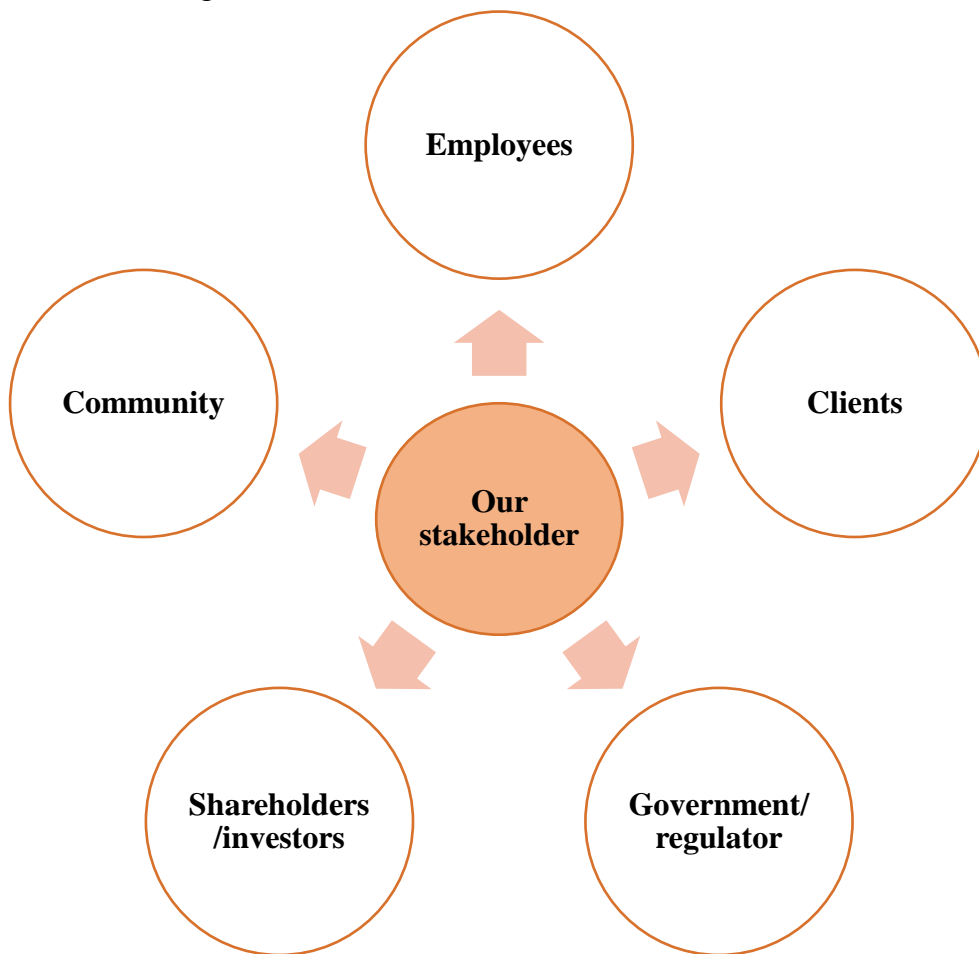 Employees
Community
Clients
Our
stakeholder
Shareholders
/investors
Government/
regulator